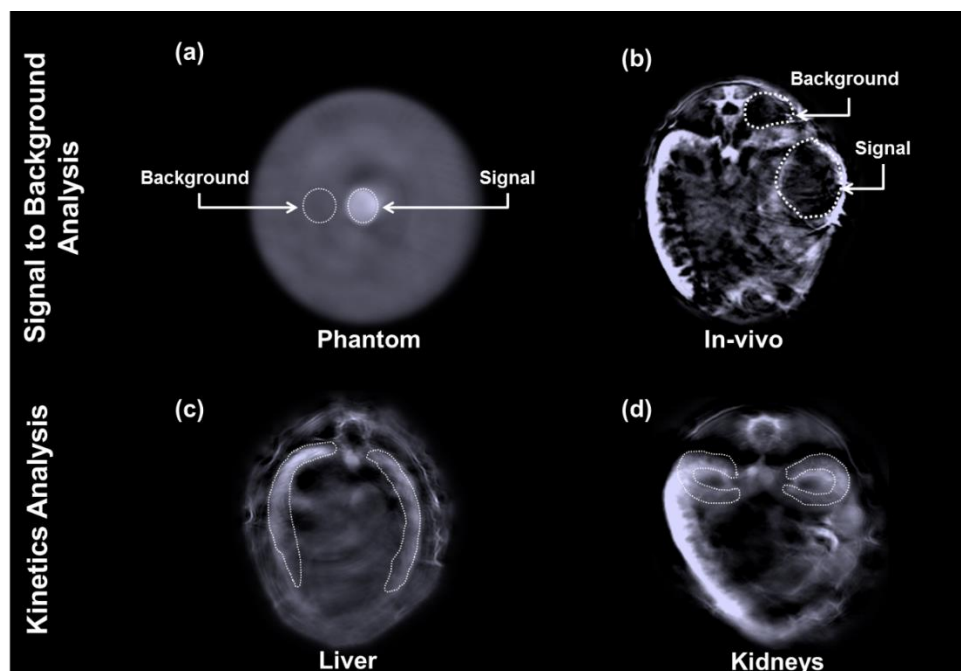 Signal to Background
Analysis
(a)
Background
Signal
Phantom
(b)
Background
Signal
In-vivo
Kinetics Analysis
(c)
Liver
(d)
Kidneys